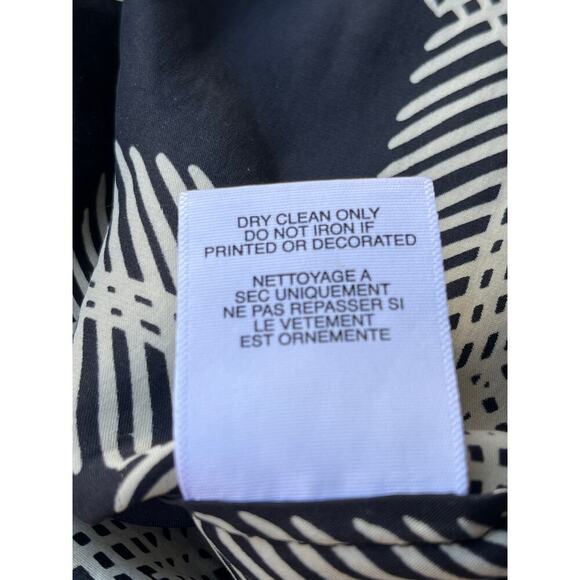 DRY CLEAN ONLY
DO NOT IRON IF
PRINTED OR DECORATED
NETTOYAGE A
SEC UNIQUEMENT
NE PAS REPASSER SI
LE VETEMENT
EST ORNEMENTE